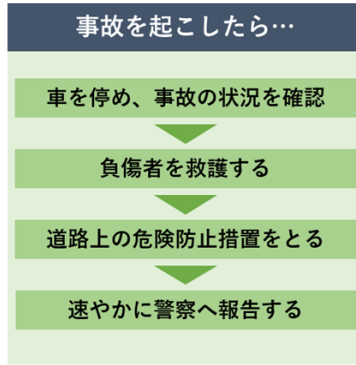 事故を起こしたら…
車を停め、事故の状況を確認
負傷者を救護する
道路上の危険防止措置をとる
速やかに警察へ報告する